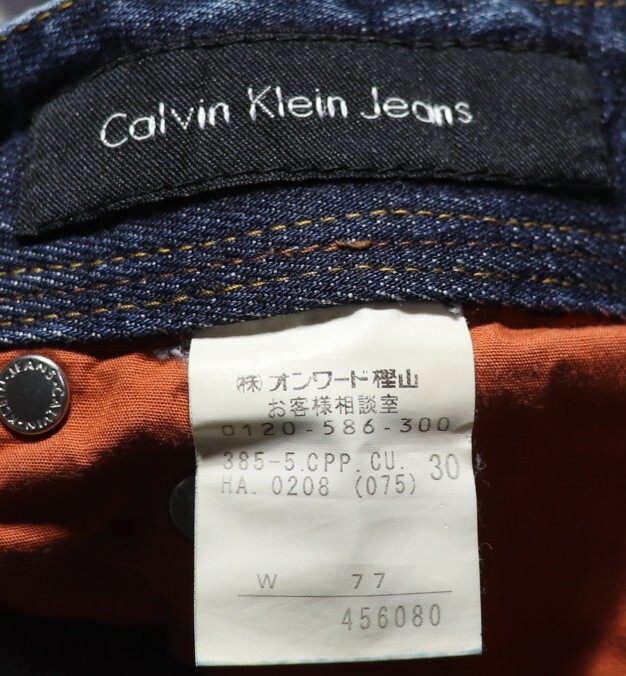 Calvin Klein Jeans
(株)オンワード樫山
お客様相談室
0120-586-300
385-5.CPP.CU. 30
HA. 0208 (075)
W 77
456080